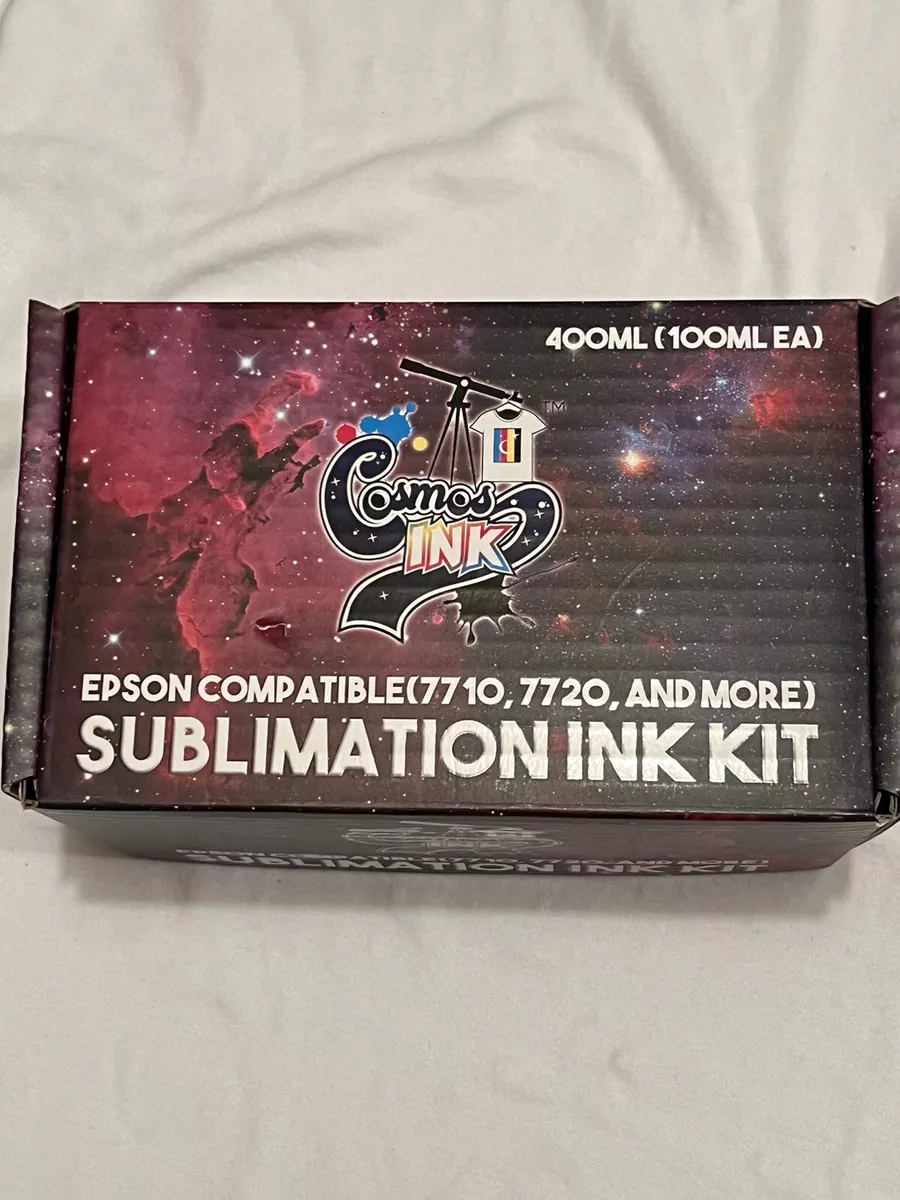 400ML (100ML EA)
TM
Cosmos
INK
EPSON COMPATIBLE(7710, 7720, AND MORE)
SUBLIMATION INK KIT
SUBLIMATION INK KIT